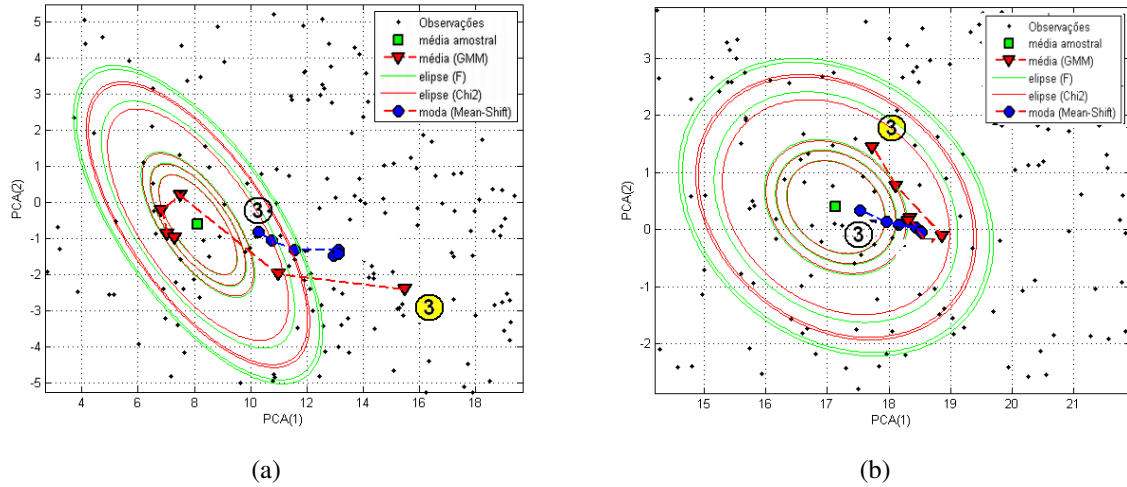 Observações
média amostral
média (GMM)
elipse (F)
elipse (Chi2)
moda (Mean-Shift)
5
4
3
2
1
0
-1
-2
-3
-4
-5
PCA(2)
3
3
4 6 8 10 12 14 16 18
PCA(1)
(a)
Observações
média amostral
média (GMM)
elipse (F)
elipse (Chi2)
moda (Mean-Shift)
3
2
1
0
-1
-2
PCA(2)
3
3
15 16 17 18 19 20 21
PCA(1)
(b)